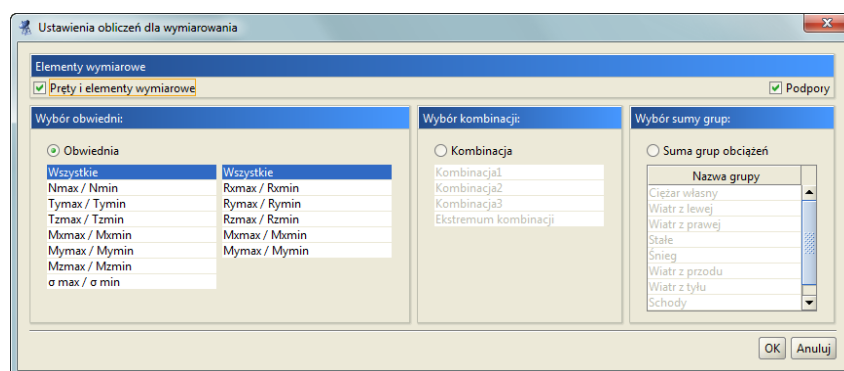 Ustawienia obliczeń dla wymiarowania
Elementy wymiarowe
Pręty i elementy wymiarowe
Podpory
Wybór obwiedni:
Obwiednia
Wszystkie
Nmax / Nmin
Tymax / Tymin
Tzmax / Tzmin
Mxmax / Mxmin
Mymax / Mymin
Mzmax / Mzmin
σ max / σ min
Wszystkie
Rxmax / Rxmin
Rymax / Rymin
Rzmax / Rzmin
Mxmax / Mxmin
Mymax / Mymin
Wybór kombinacji:
Kombinacja
Kombinacja1
Kombinacja2
Kombinacja3
Ekstremum kombinacji
Wybór sumy grup:
Suma grup obciążeń
Nazwa grupy
Ciężar własny
Wiatr z lewej
Wiatr z prawej
Stałe
Śnieg
Wiatr z przodu
Wiatr z tyłu
Schody
OK
Anuluj